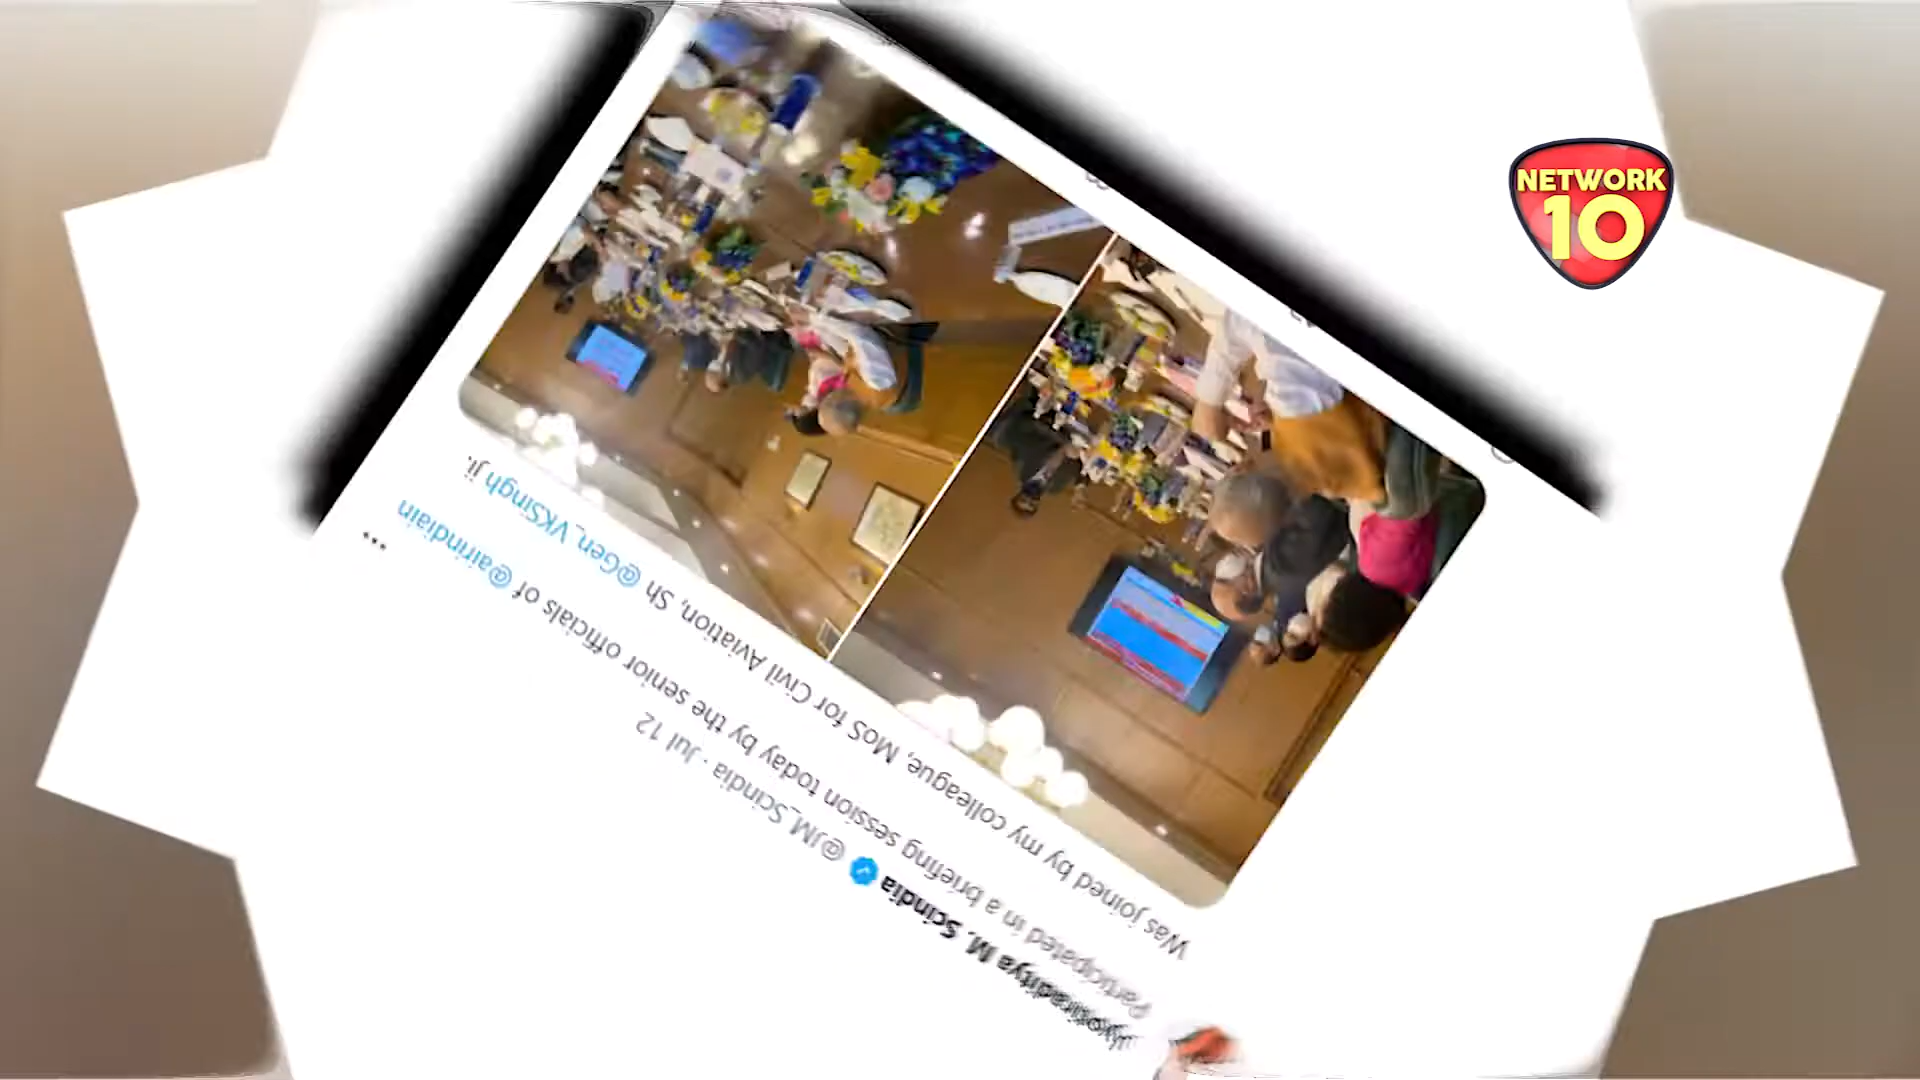 NETWORK
10
Jyotiraditya M. Scindia @JM_Scindia · Jul 12
Participated in a briefing session today by the senior officials of @airindiain
Was joined by my colleague, MoS for Civil Aviation, Sh @Gen_VKSingh ji.